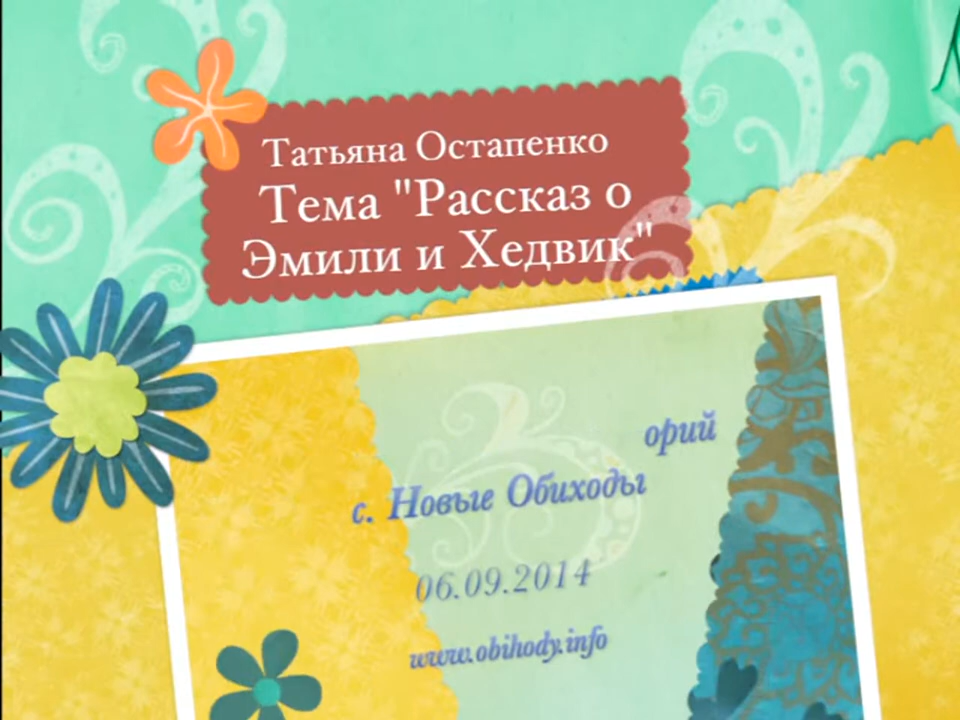 Татьяна Остапенко
Тема "Рассказ о
Эмили и Хедвик"
орий
с. Новые Обиходы
06.09.2014
www.obihody.info